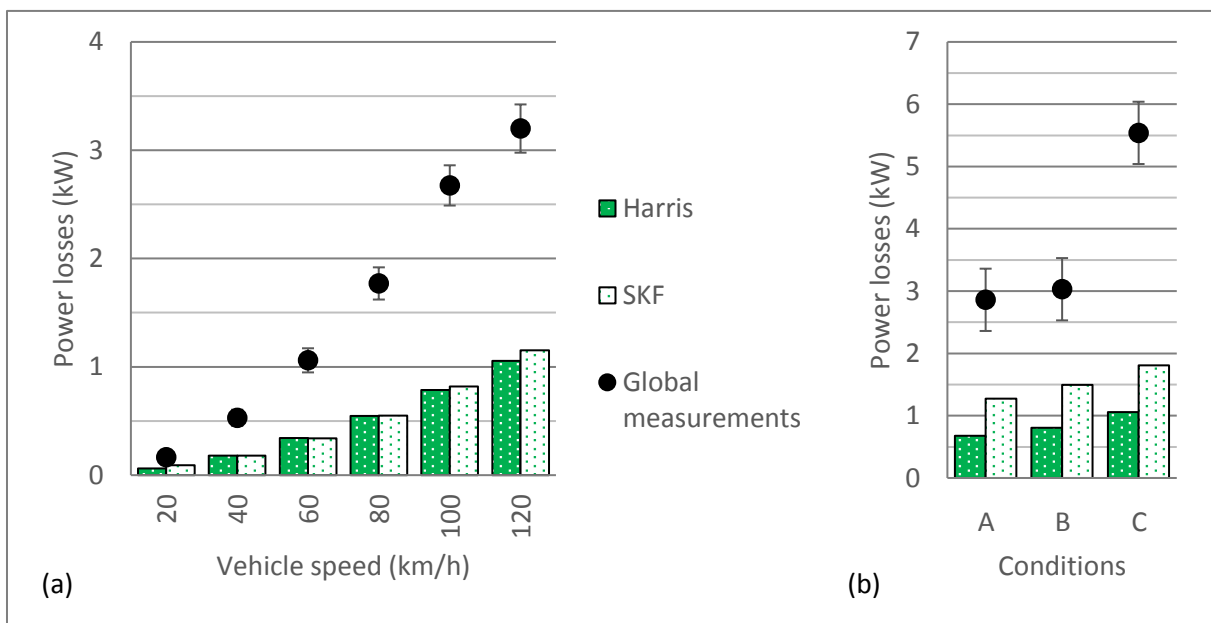 4
3
2
1
0
Power losses (kW)
20
40
60
80
100
120
Vehicle speed (km/h)
(a)
Harris
SKF
Global
measurements
7
6
5
4
3
2
1
0
Power losses (kW)
A B C
Conditions
(b)